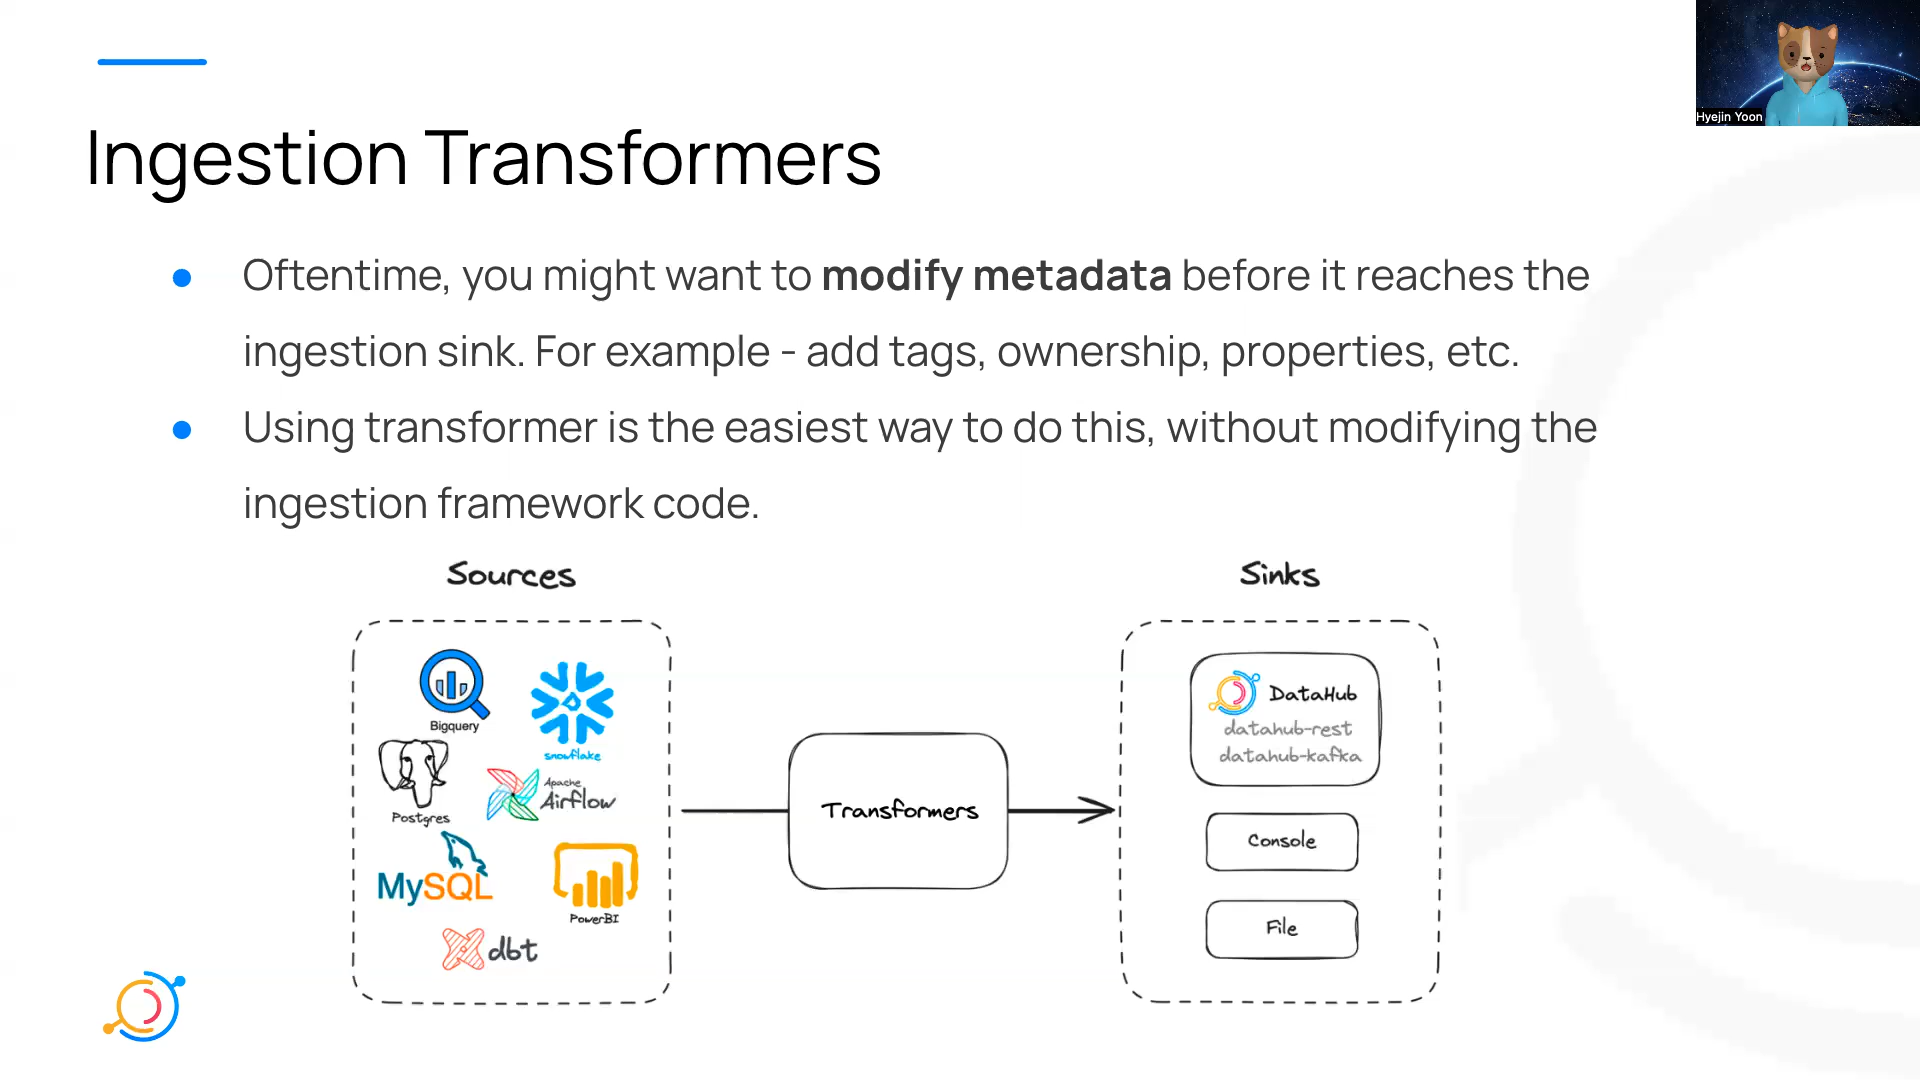 Hyejin Yoon
Ingestion Transformers
● Oftentime, you might want to modify metadata before it reaches the
ingestion sink. For example - add tags, ownership, properties, etc.
● Using transformer is the easiest way to do this, without modifying the
ingestion framework code.
Sources
Bigquery
snowflake
Postgres
Apache
Airflow
MySQL
PowerBI
dbt
Transformers
Sinks
DataHub
datahub-rest
datahub-kafka
Console
File